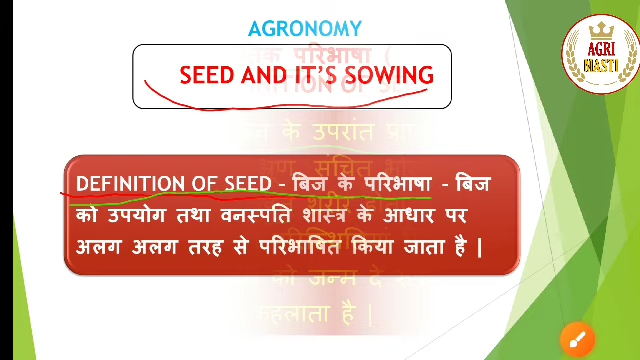 AGRONOMY
SEED AND IT'S SOWING
DEFINITION OF SEED - बिज के परिभाषा - बिज
को उपयोग तथा वनस्पति शास्त्र के आधार पर
अलग अलग तरह से परिभाषित किया जाता है |
AGRI
MASTI